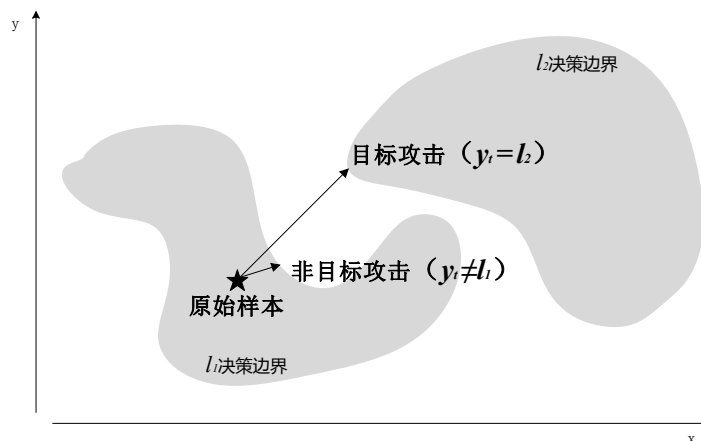 y
l₂决策边界
目标攻击（yₜ=l₂）
非目标攻击（yₜ≠l₁）
原始样本
l₁决策边界
x